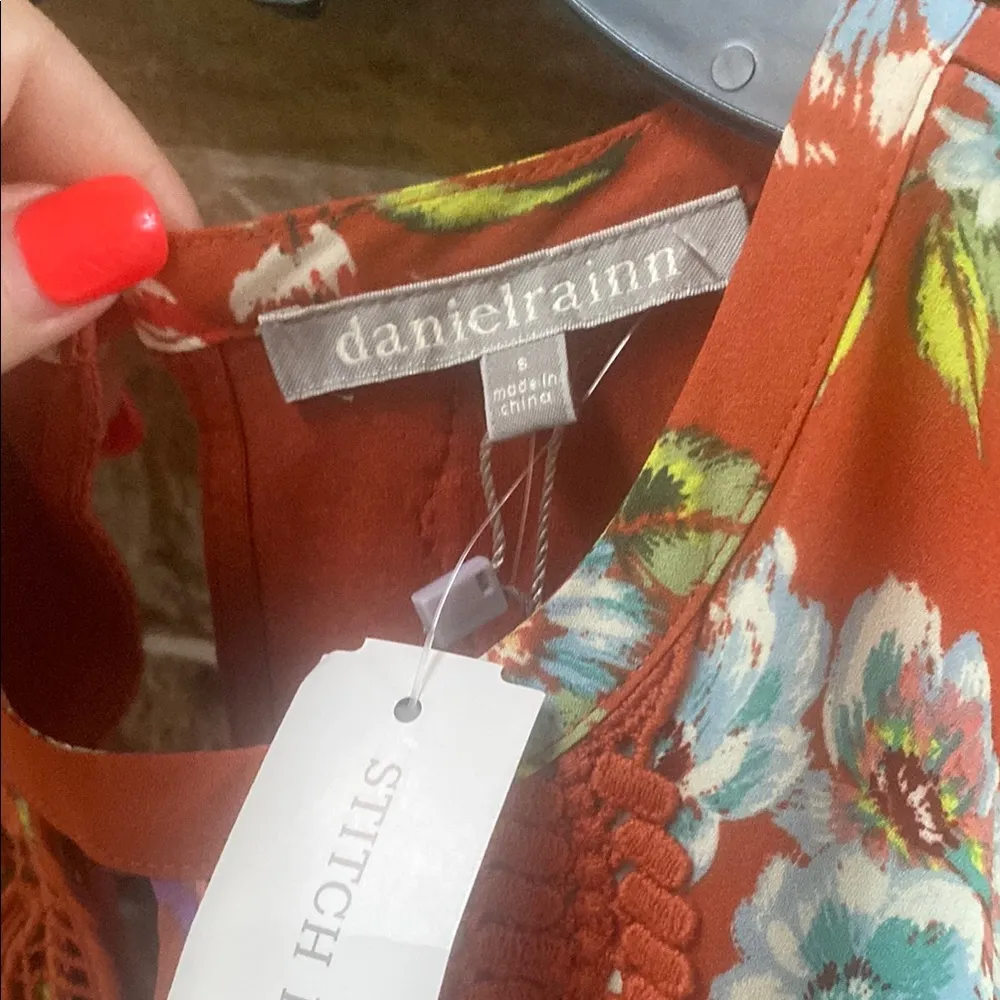 danielrainn
s
made in
china
STITCH